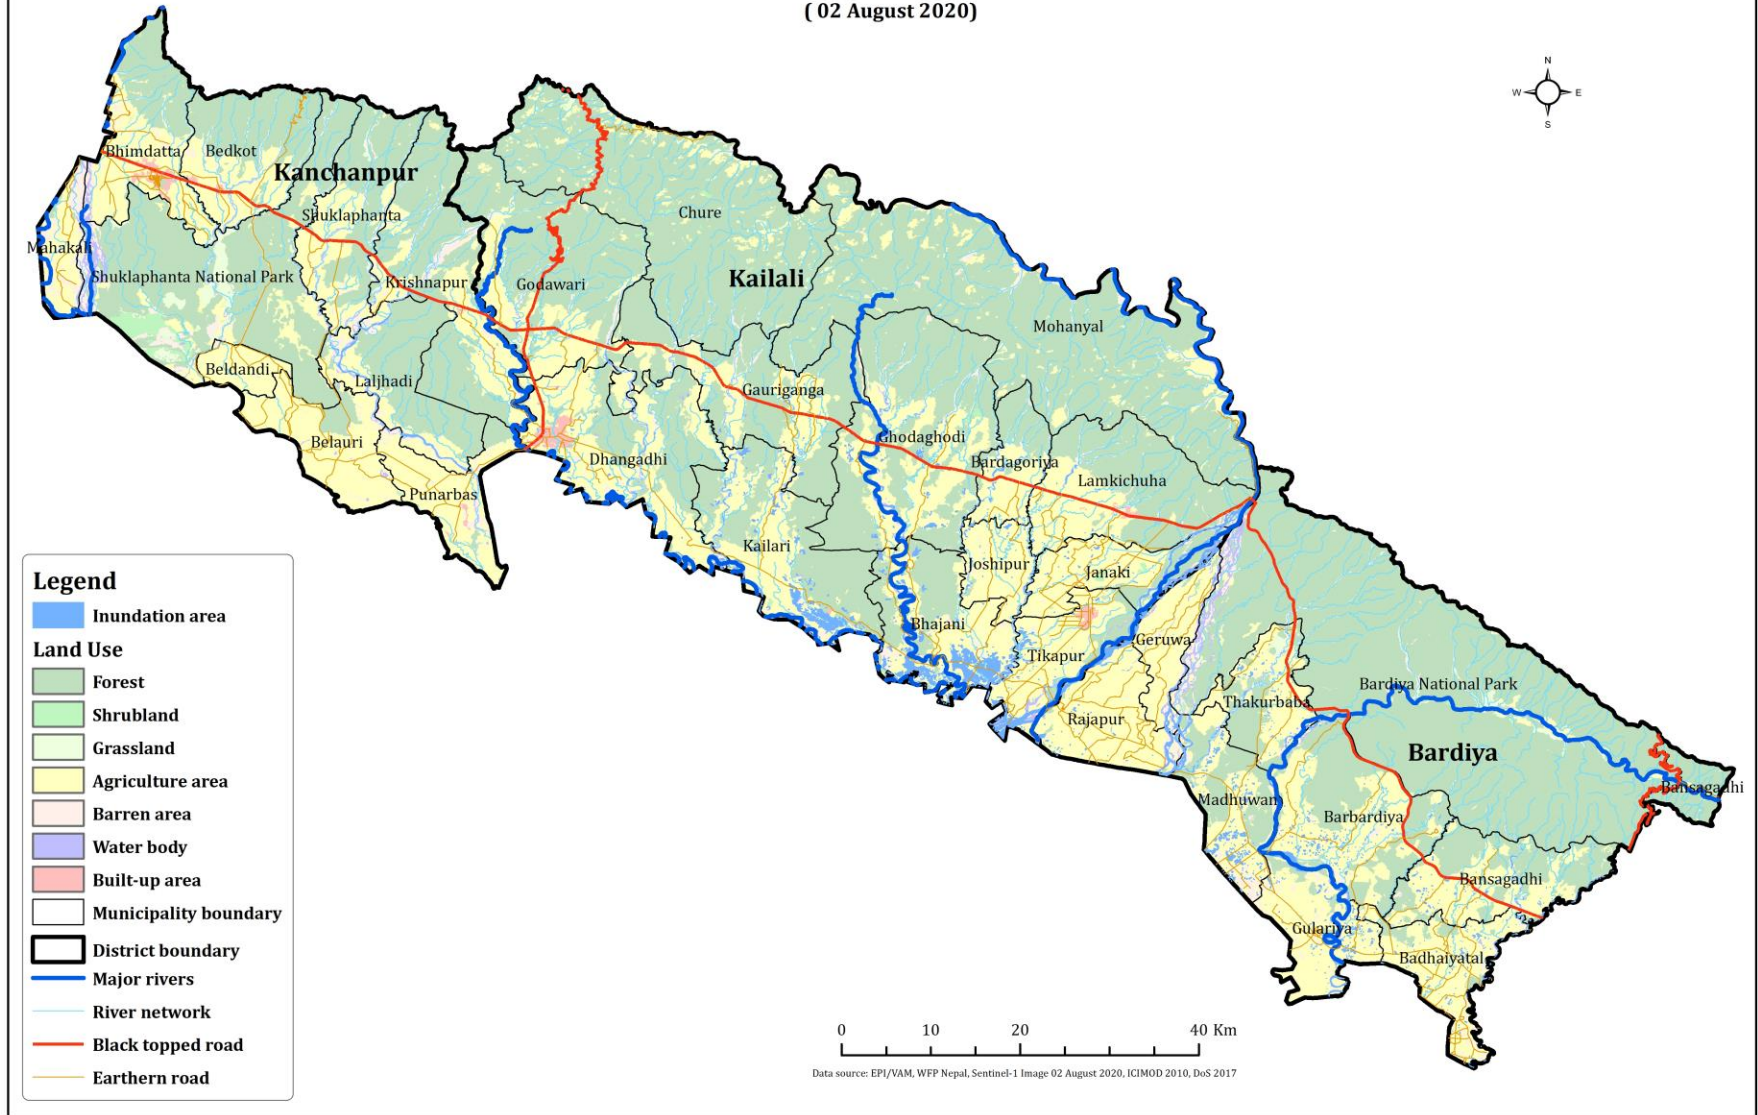 ( 02 August 2020)
N
W E
S
Bhimdatta
Bedkot
Kanchanpur
Shuklaphanta
Mahakali
Shuklaphanta National Park
Krishnapur
Godawari
Chure
Kailali
Mohanyal
Beldandi
Laljhadi
Gauriganga
Belauri
Ghodaghodi
Dhangadhi
Bardagoriya
Lamkichuha
Punarbas
Kailari
Joshipur
Janaki
Bhajani
Geruwa
Tikapur
Bardiya National Park
Thakurbaba
Rajapur
Bardiya
Bansagadhi
Madhuwan
Barbardiya
Bansagadhi
Gulariya
Badhaiyatal
Legend
Inundation area
Land Use
Forest
Shrubland
Grassland
Agriculture area
Barren area
Water body
Built-up area
Municipality boundary
District boundary
Major rivers
River network
Black topped road
Earthern road
0 10 20 40 Km
Data source: EPI/VAM, WFP Nepal, Sentinel-1 Image 02 August 2020, ICIMOD 2010, DoS 2017